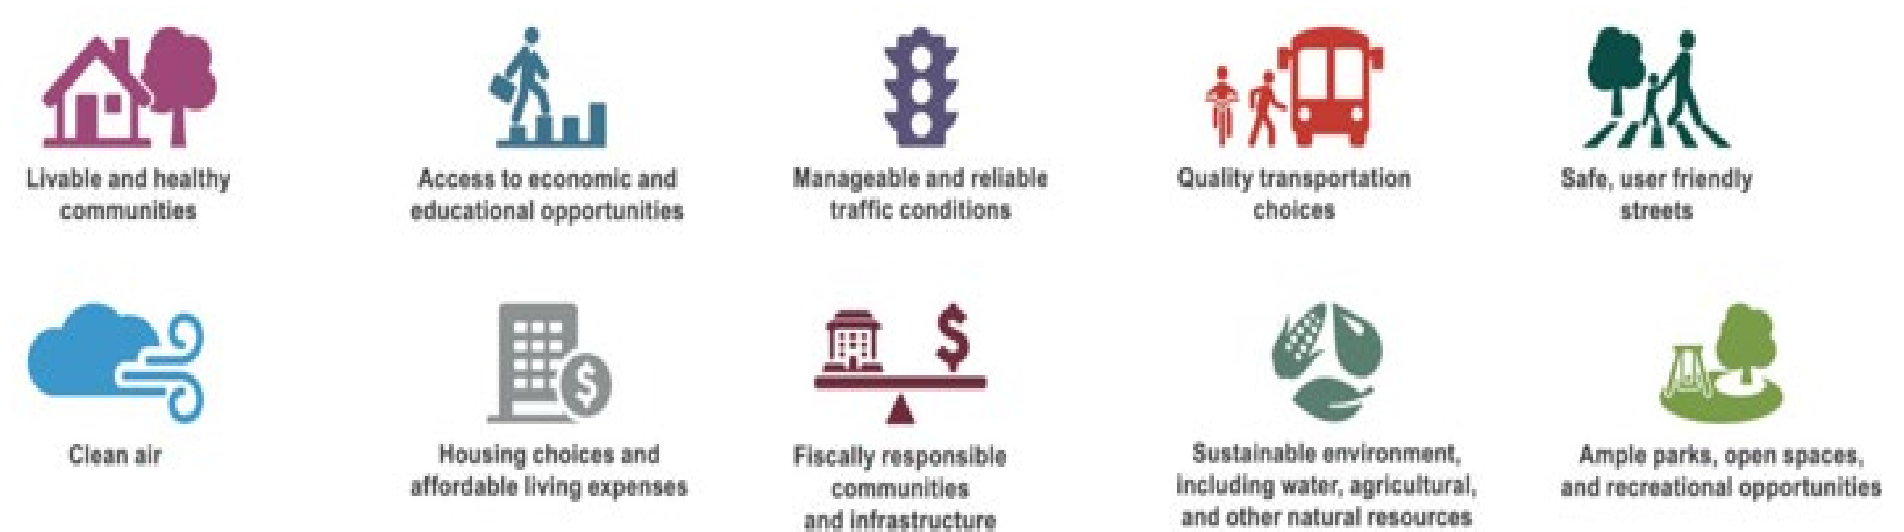 Livable and healthy
communities
Access to economic and
educational opportunities
Manageable and reliable
traffic conditions
Quality transportation
choices
Safe, user friendly
streets
Clean air
Housing choices and
affordable living expenses
$
Fiscally responsible
communities
and infrastructure
$
Sustainable environment,
including water, agricultural,
and other natural resources
Ample parks, open spaces,
and recreational opportunities